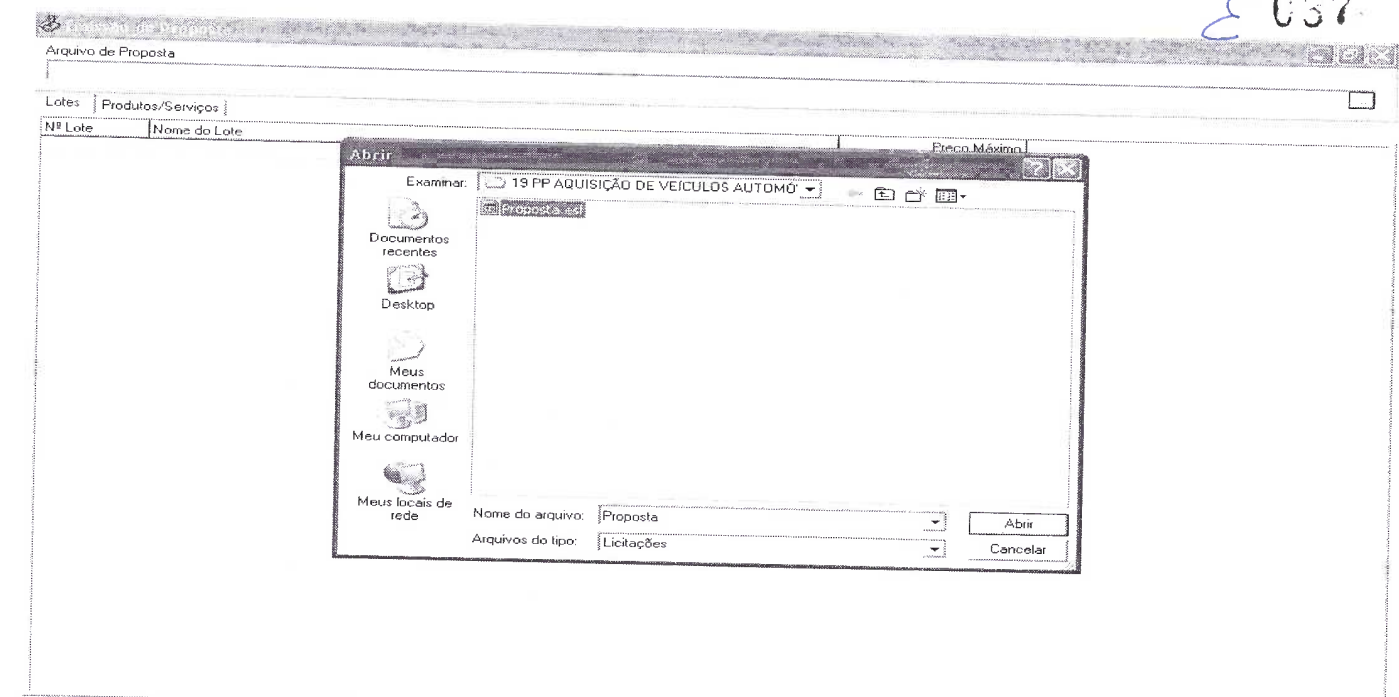 037
Arquivo de Proposta
Lotes Produtos/Serviços
Nº Lote Nome do Lote Preço Máximo
Abrir
Examinar: 19 PP AQUISIÇÃO DE VEÍCULOS AUTOMÓ
Documentos
recentes
Desktop
Meus
documentos
Meu computador
Meus locais de
rede
Nome do arquivo: Proposta Abrir
Arquivos do tipo: Licitações Cancelar